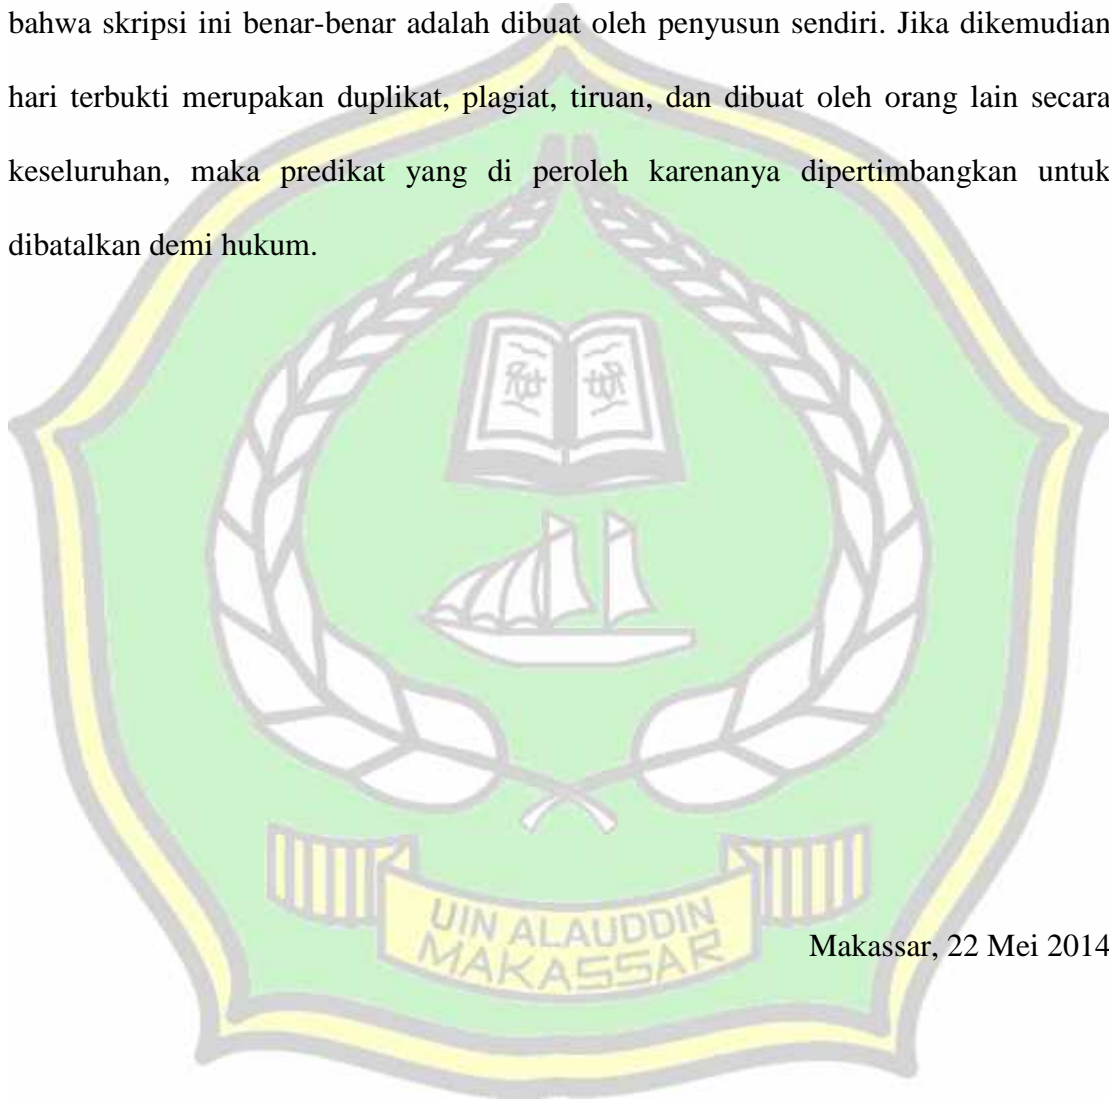 bahwa skripsi ini benar-benar adalah dibuat oleh penyusun sendiri. Jika dikemudian
hari terbukti merupakan duplikat, plagiat, tiruan, dan dibuat oleh orang lain secara
keseluruhan, maka predikat yang di peroleh karenanya dipertimbangkan untuk
dibatalkan demi hukum.
UIN ALAUDDIN
MAKASSAR
Makassar, 22 Mei 2014